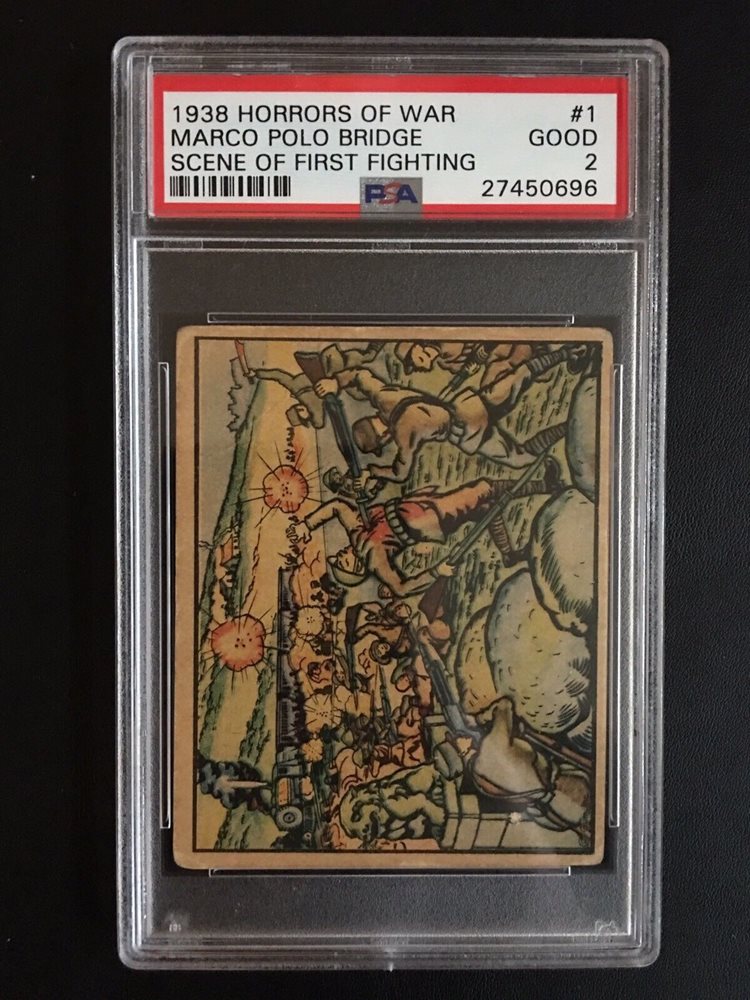 1938 HORRORS OF WAR #1
MARCO POLO BRIDGE GOOD
SCENE OF FIRST FIGHTING 2
PSA 27450696